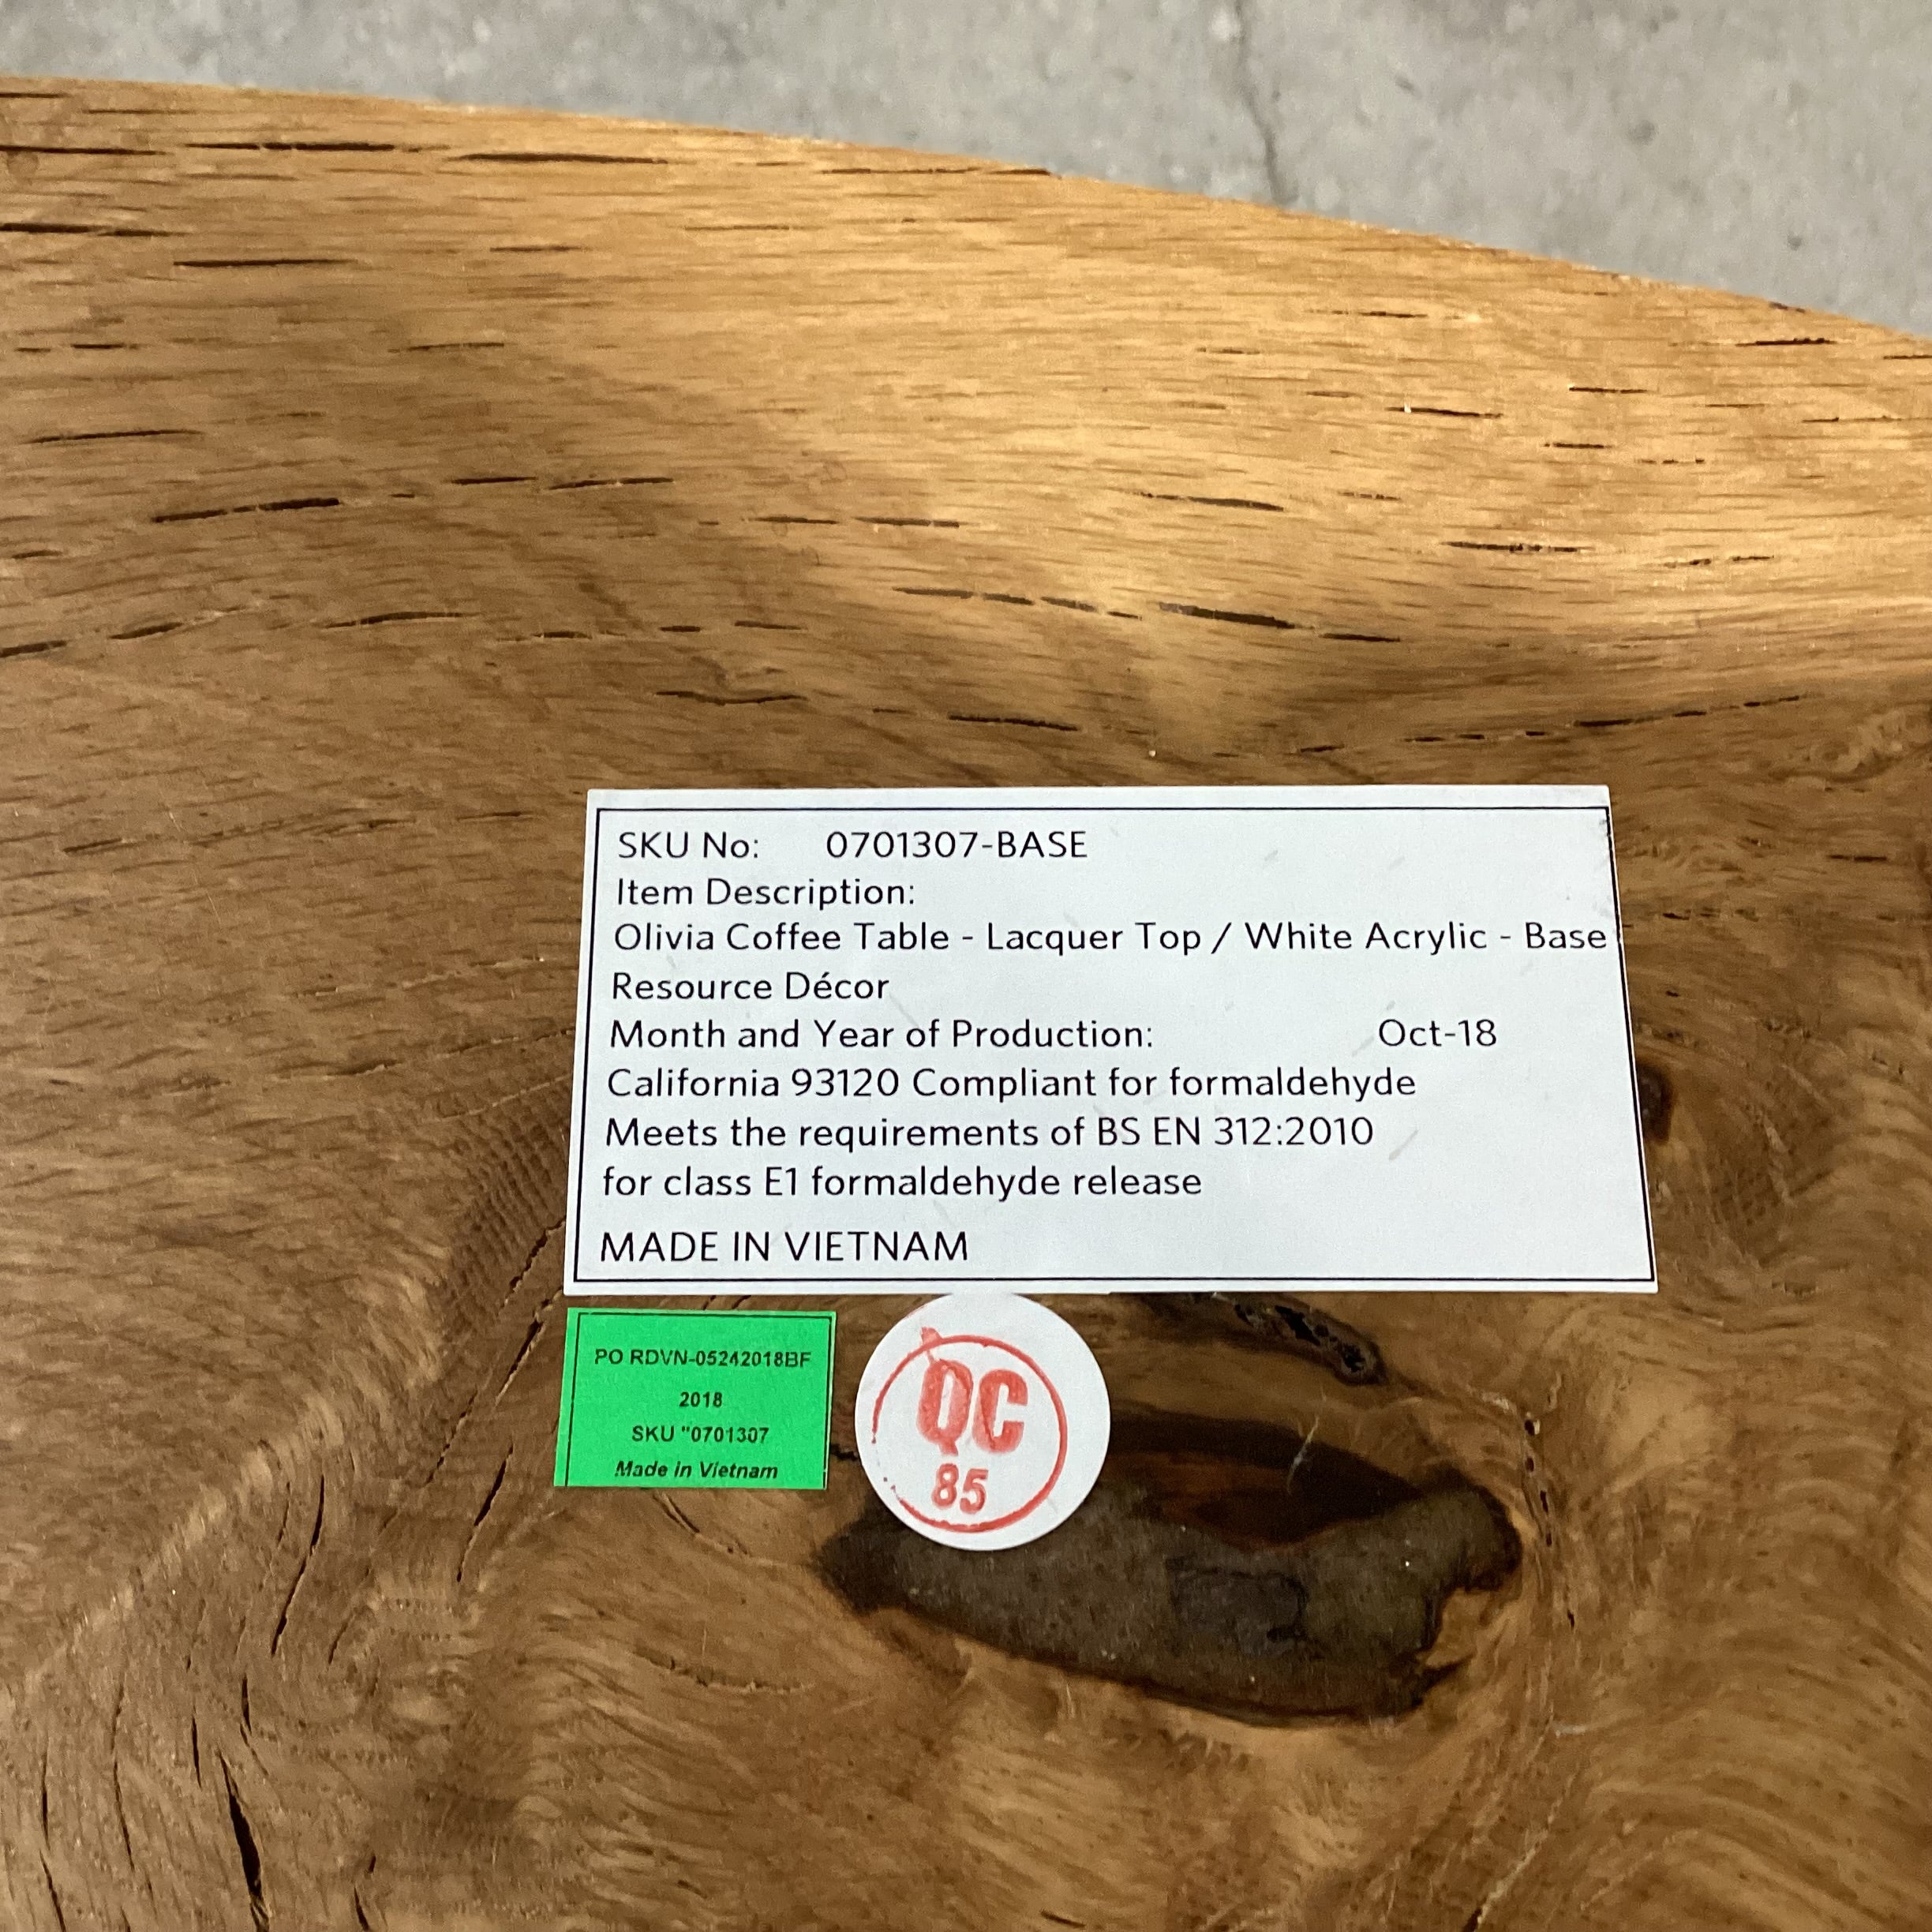 SKU No: 0701307-BASE
Item Description:
Olivia Coffee Table - Lacquer Top / White Acrylic - Base
Resource Décor
Month and Year of Production: Oct-18
California 93120 Compliant for formaldehyde
Meets the requirements of BS EN 312:2010
for class E1 formaldehyde release
MADE IN VIETNAM
PO RDVN-05242018BF
2018
SKU "0701307
Made in Vietnam
QC
85